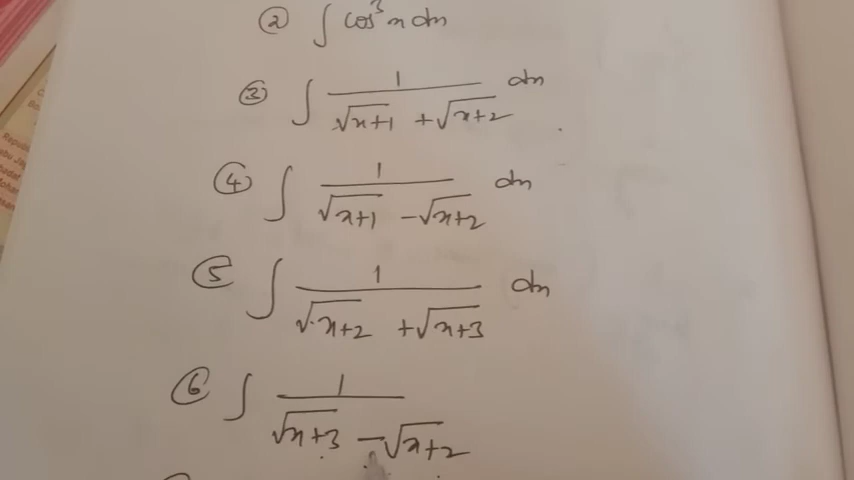 ② ∫ cos³x dx
③ ∫ 1/(√(x+1) + √(x+2)) dx
④ ∫ 1/(√(x+1) - √(x+2)) dx
⑤ ∫ 1/(√(x+2) + √(x+3)) dx
⑥ ∫ 1/(√(x+3) - √(x+2))